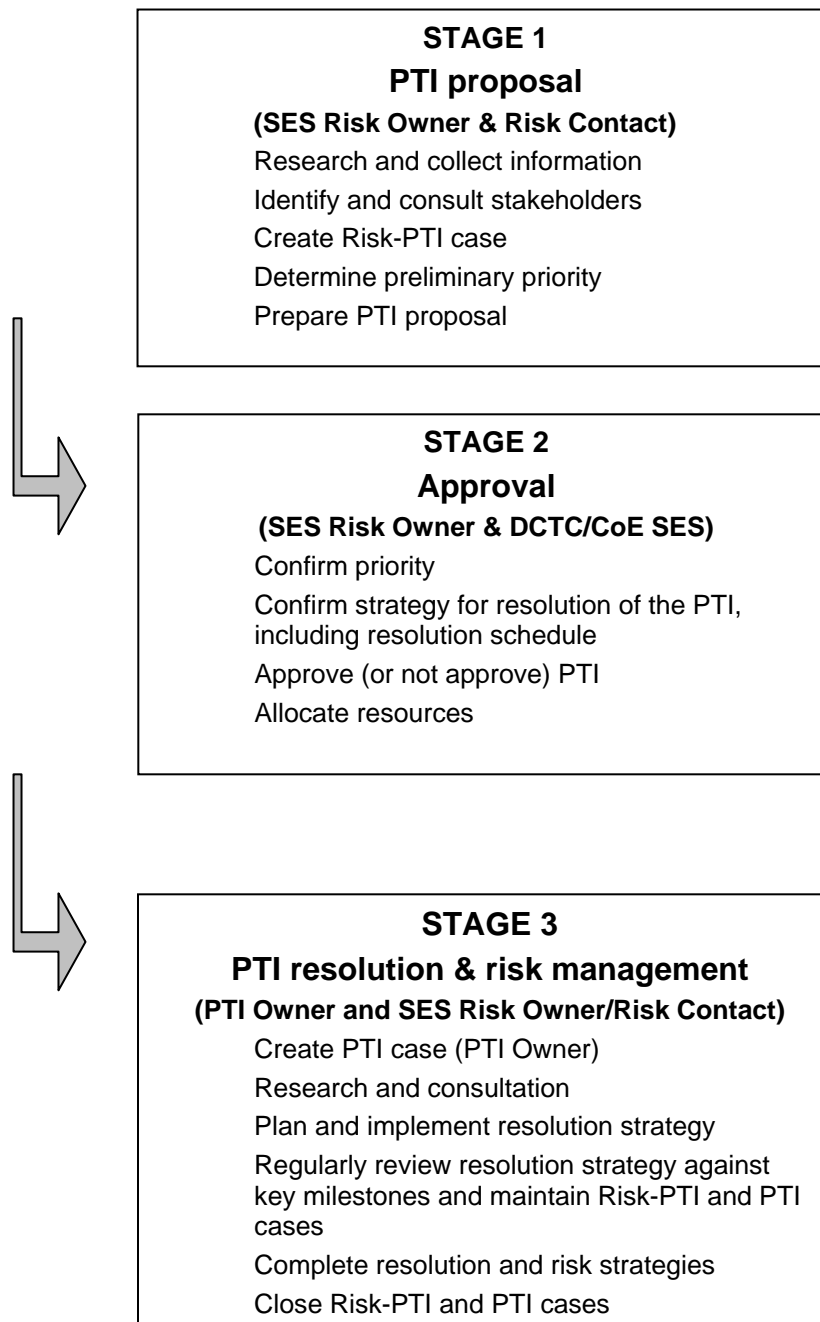 STAGE 1
PTI proposal
(SES Risk Owner & Risk Contact)
Research and collect information
Identify and consult stakeholders
Create Risk-PTI case
Determine preliminary priority
Prepare PTI proposal
STAGE 2
Approval
(SES Risk Owner & DCTC/CoE SES)
Confirm priority
Confirm strategy for resolution of the PTI,
including resolution schedule
Approve (or not approve) PTI
Allocate resources
STAGE 3
PTI resolution & risk management
(PTI Owner and SES Risk Owner/Risk Contact)
Create PTI case (PTI Owner)
Research and consultation
Plan and implement resolution strategy
Regularly review resolution strategy against
key milestones and maintain Risk-PTI and PTI
cases
Complete resolution and risk strategies
Close Risk-PTI and PTI cases